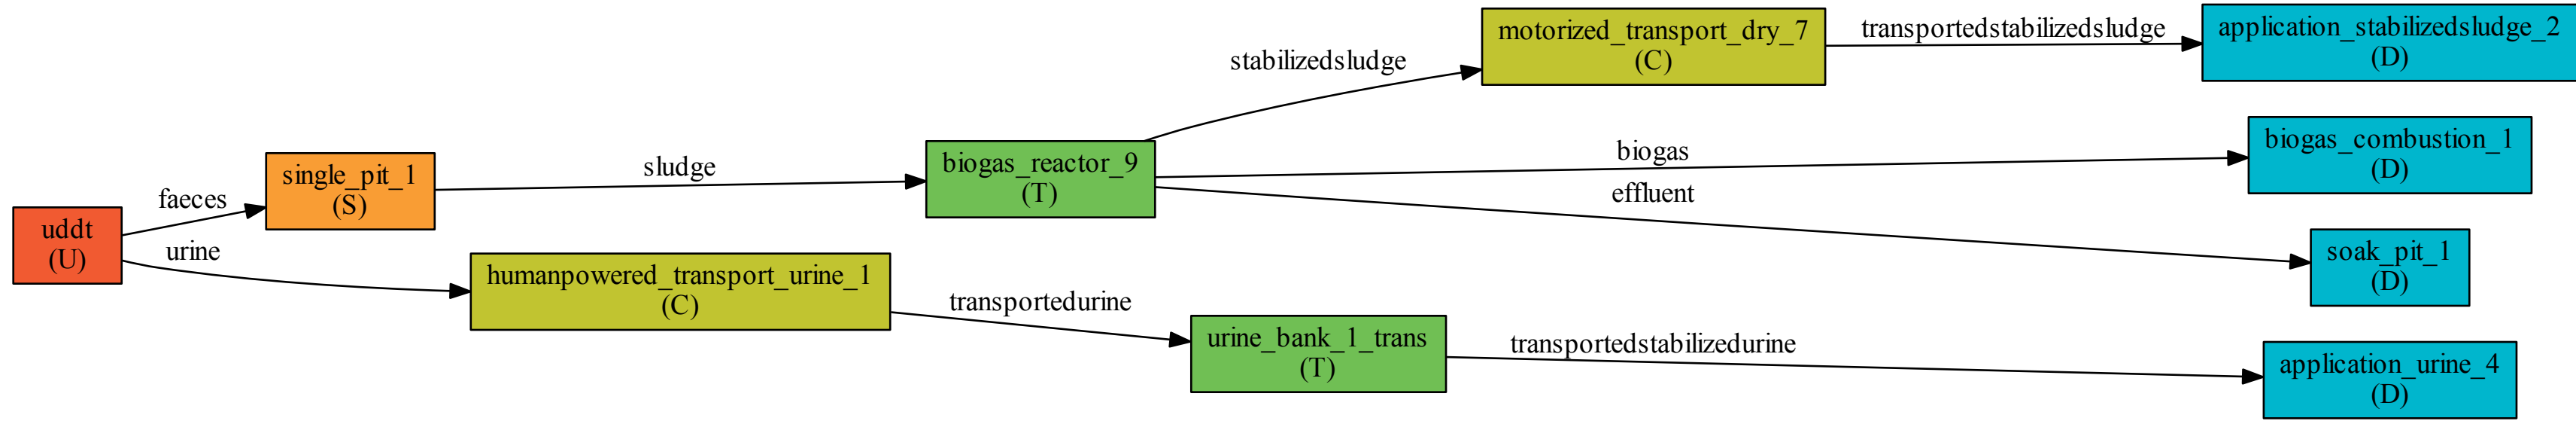 uddt
(U)
faeces
urine
single_pit_1
(S)
sludge
humanpowered_transport_urine_1
(C)
transportedurine
biogas_reactor_9
(T)
stabilizedsludge
biogas
effluent
urine_bank_1_trans
(T)
transportedstabilizedurine
motorized_transport_dry_7
(C)
transportedstabilizedsludge
application_stabilizedsludge_2
(D)
biogas_combustion_1
(D)
soak_pit_1
(D)
application_urine_4
(D)